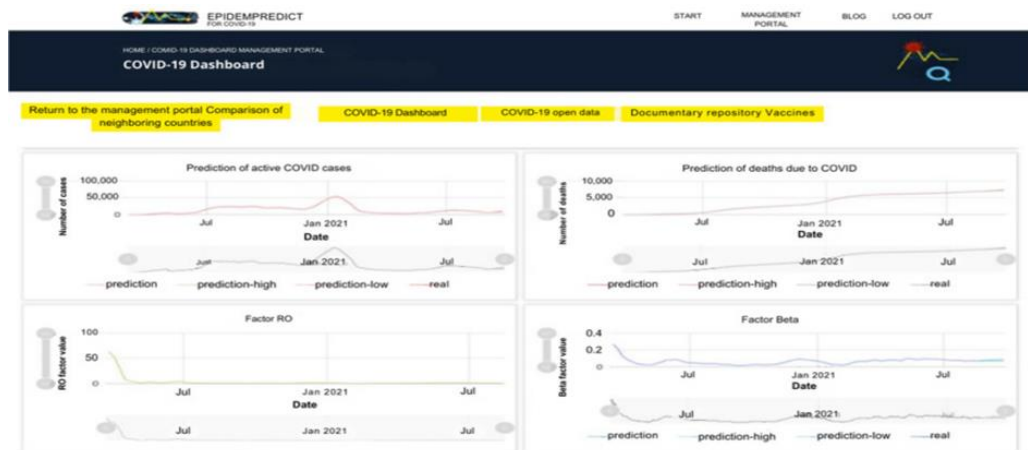 EPIDEMPREDICT
FOR COVID-19
START
MANAGEMENT
PORTAL
BLOG
LOG OUT
HOME / COMID-19 DASHBOARD MANAGEMENT PORTAL
COVID-19 Dashboard
Return to the management portal Comparison of
neighboring countries
COVID-19 Dashboard
COVID-19 open data
Documentary repository Vaccines
Prediction of active COVID cases
Number of cases
100,000
50,000
0
Jul
Jan 2021
Jul
Date
Jul
Jan 2021
Jul
prediction
prediction-high
prediction-low
real
Prediction of deaths due to COVID
Number of deaths
10,000
5,000
0
Jul
Jan 2021
Jul
Date
Jul
Jan 2021
Jul
prediction
prediction-high
prediction-low
real
Factor RO
RO factor value
100
50
0
Jul
Jan 2021
Jul
Date
Jul
Jan 2021
Jul
Factor Beta
Beta factor value
0.4
0.2
0
Jul
Jan 2021
Jul
Date
Jul
Jan 2021
Jul
prediction
prediction-high
prediction-low
real